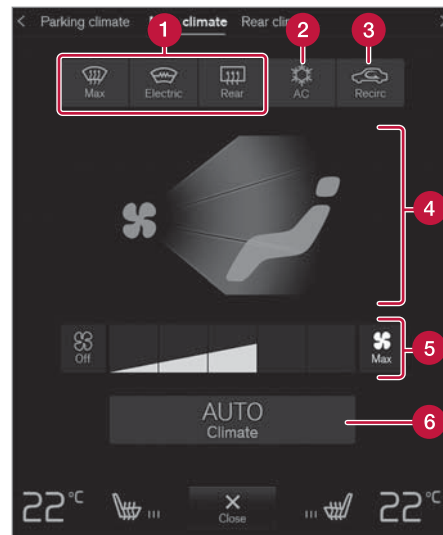 Parking climate climate Rear
1 2 3
Max Electric Rear AC Recirc
4
Off Max 5
AUTO 6
Climate
22°C Close 22°C